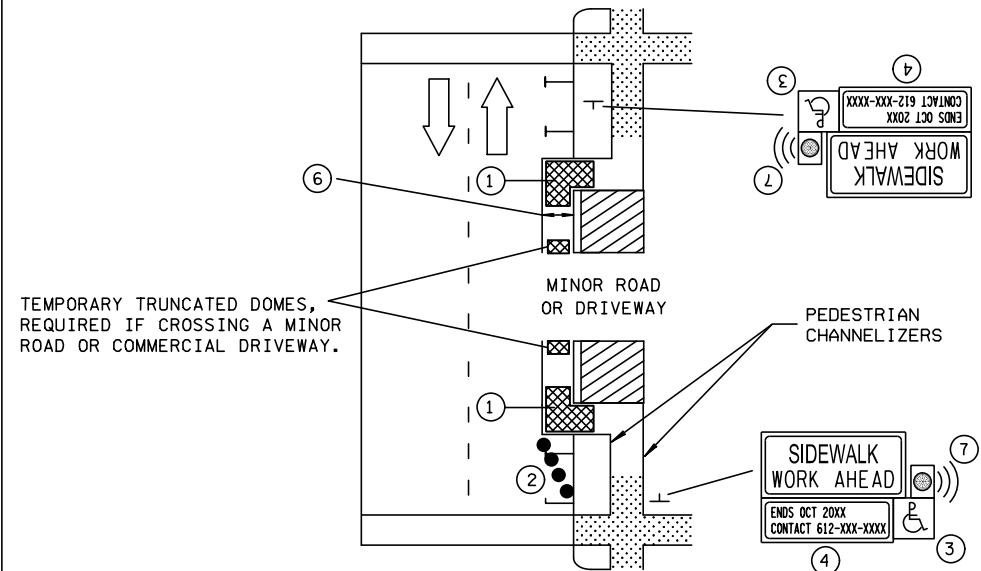 3
4
SIDEWALK
WORK AHEAD
ENDS OCT 20XX
CONTACT 612-XXX-XXXX
7
6
1
TEMPORARY TRUNCATED DOMES,
REQUIRED IF CROSSING A MINOR
ROAD OR COMMERCIAL DRIVEWAY.
MINOR ROAD
OR DRIVEWAY
PEDESTRIAN
CHANNELIZERS
1
2
SIDEWALK
WORK AHEAD
7
ENDS OCT 20XX
CONTACT 612-XXX-XXXX
3
4